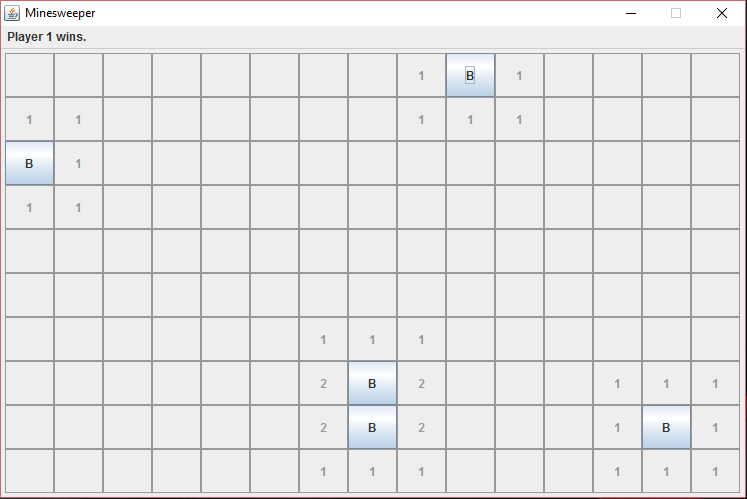 Minesweeper
Player 1 wins.
1 B 1
1 1 1 1 1
B 1
1 1
1 1 1
2 B 2 1 1 1
2 B 2 1 B 1
1 1 1 1 1 1